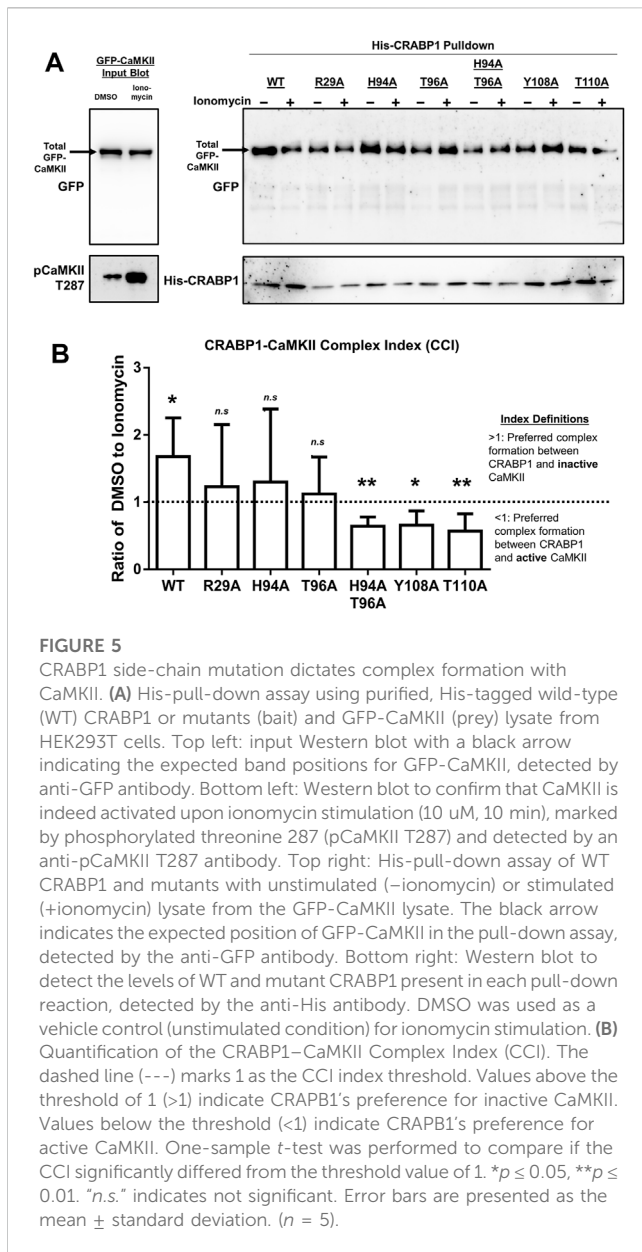 A
His-CRABP1 Pulldown
GFP-CaMKII
Input Blot
DMSO
Iono-
mycin
H94A
WT R29A H94A T96A T96A Y108A T110A
Ionomycin − + − + − + − + − + − + − +
Total
GFP-
CaMKII
GFP
Total
GFP-
CaMKII
GFP
pCaMKII
T287
His-CRABP1
B
CRABP1-CaMKII Complex Index (CCI)
Ratio of DMSO to Ionomycin
3
2
1
0
* n.s n.s n.s ** * **
WT R29A H94A T96A H94A Y108A T110A
T96A
Index Definitions
>1: Preferred complex
formation between
CRABP1 and inactive
CaMKII
<1: Preferred
complex formation
between CRABP1
and active CaMKII
FIGURE 5
CRABP1 side-chain mutation dictates complex formation with
CaMKII. (A) His-pull-down assay using purified, His-tagged wild-type
(WT) CRABP1 or mutants (bait) and GFP-CaMKII (prey) lysate from
HEK293T cells. Top left: input Western blot with a black arrow
indicating the expected band positions for GFP-CaMKII, detected by
anti-GFP antibody. Bottom left: Western blot to confirm that CaMKII is
indeed activated upon ionomycin stimulation (10 uM, 10 min), marked
by phosphorylated threonine 287 (pCaMKII T287) and detected by an
anti-pCaMKII T287 antibody. Top right: His-pull-down assay of WT
CRABP1 and mutants with unstimulated (−ionomycin) or stimulated
(+ionomycin) lysate from the GFP-CaMKII lysate. The black arrow
indicates the expected position of GFP-CaMKII in the pull-down assay,
detected by the anti-GFP antibody. Bottom right: Western blot to
detect the levels of WT and mutant CRABP1 present in each pull-down
reaction, detected by the anti-His antibody. DMSO was used as a
vehicle control (unstimulated condition) for ionomycin stimulation. (B)
Quantification of the CRABP1–CaMKII Complex Index (CCI). The
dashed line (---) marks 1 as the CCI index threshold. Values above the
threshold of 1 (>1) indicate CRAPB1's preference for inactive CaMKII.
Values below the threshold (<1) indicate CRAPB1's preference for
active CaMKII. One-sample t-test was performed to compare if the
CCI significantly differed from the threshold value of 1. *p ≤ 0.05, **p ≤
0.01. "n.s." indicates not significant. Error bars are presented as the
mean ± standard deviation. (n = 5).